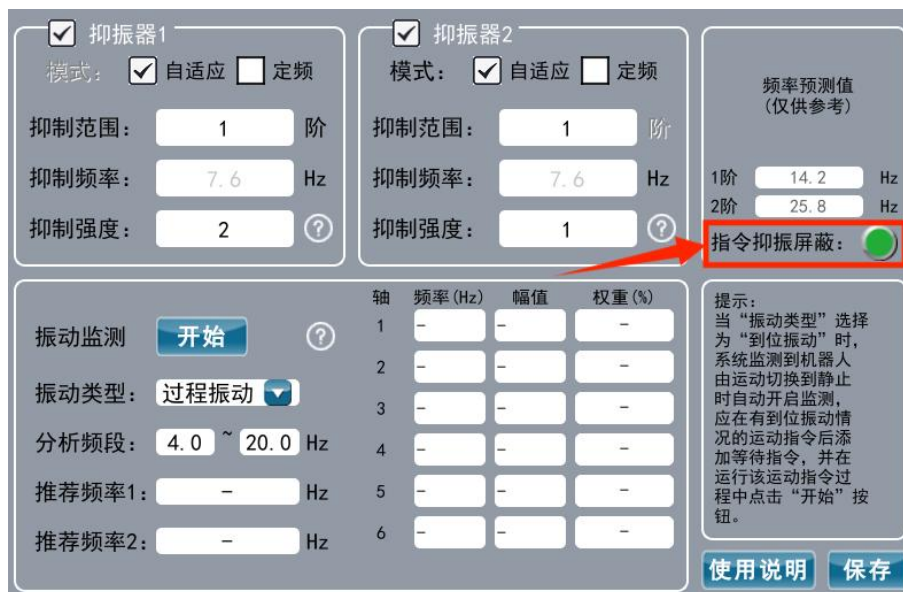 抑振器1
模式： 自适应 定频
抑制范围： 1 阶
抑制频率： 7.6 Hz
抑制强度： 2 ?
抑振器2
模式： 自适应 定频
抑制范围： 1 阶
抑制频率： 7.6 Hz
抑制强度： 1 ?
频率预测值
(仅供参考)
1阶 14.2 Hz
2阶 25.8 Hz
指令抑振屏蔽：
振动监测 开始 ?
振动类型： 过程振动
分析频段： 4.0 ~ 20.0 Hz
推荐频率1： - Hz
推荐频率2： - Hz
轴 频率(Hz) 幅值 权重(%)
1 - - -
2 - - -
3 - - -
4 - - -
5 - - -
6 - - -
提示：
当“振动类型”选择
为“到位振动”时，
系统监测到机器人
由运动切换到静止
时自动开启监测，
应在有到位振动情
况的运动指令后添
加等待指令，并在
运行该运动指令过
程中点击“开始”按
钮。
使用说明 保存